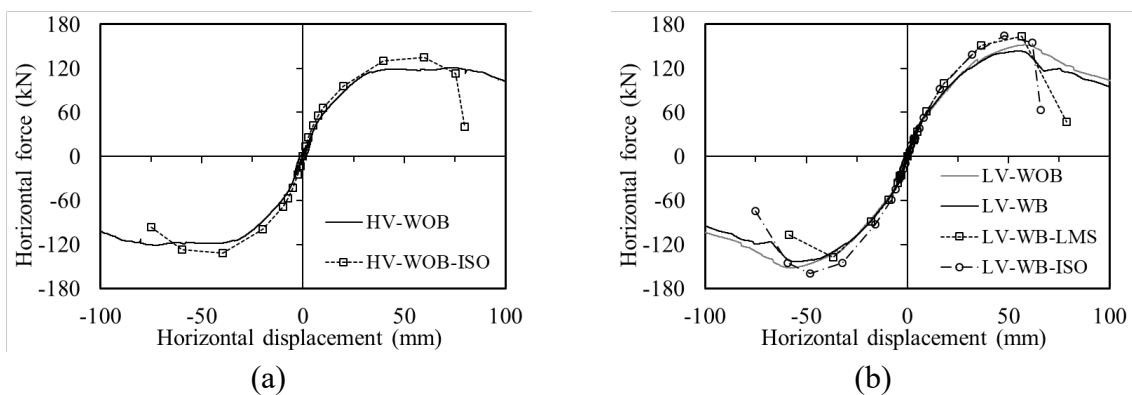 180
120
60
0
-60
-120
-180
-100
-50
0
50
100
Horizontal force (kN)
Horizontal displacement (mm)
HV-WOB
HV-WOB-ISO
(a)
180
120
60
0
-60
-120
-180
-100
-50
0
50
100
Horizontal force (kN)
Horizontal displacement (mm)
LV-WOB
LV-WB
LV-WB-LMS
LV-WB-ISO
(b)